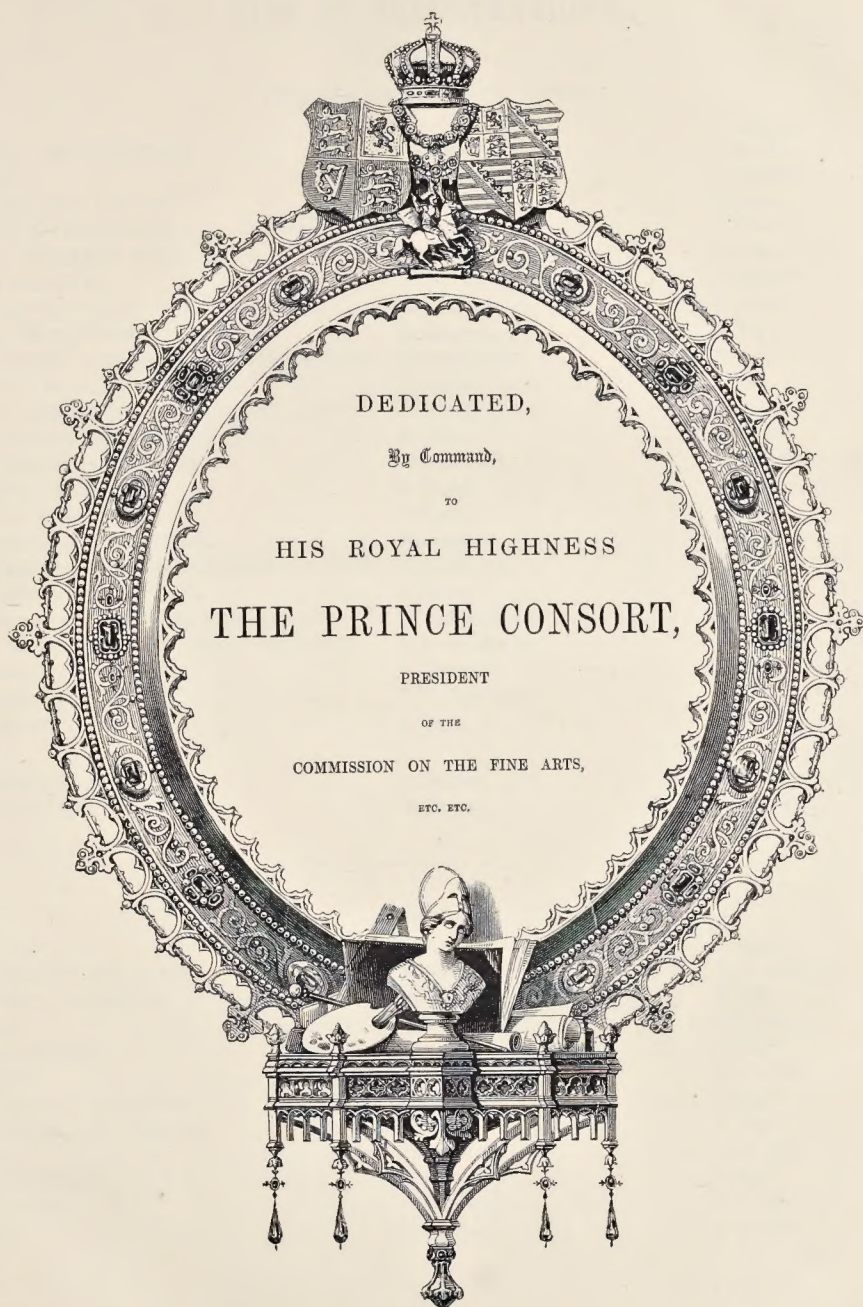 DEDICATED,
By Command,
TO
HIS ROYAL HIGHNESS
THE PRINCE CONSORT,
PRESIDENT
OF THE
COMMISSION ON THE FINE ARTS,
ETC. ETC.